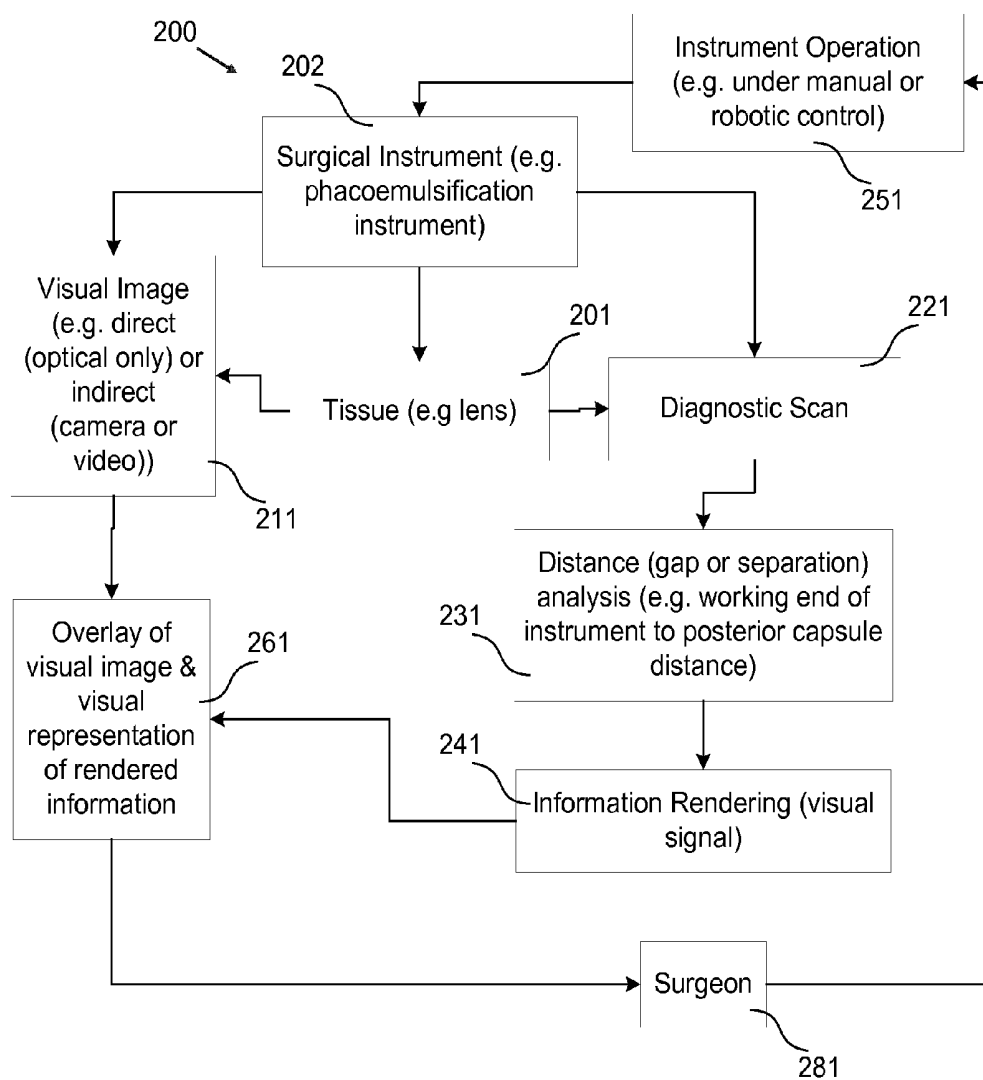 200
202
Instrument Operation
(e.g. under manual or
robotic control)
251
Surgical Instrument (e.g.
phacoemulsification
instrument)
Visual Image
(e.g. direct
(optical only) or
indirect
(camera or
video))
211
201
Tissue (e.g lens)
221
Diagnostic Scan
Distance (gap or separation)
analysis (e.g. working end of
instrument to posterior capsule
distance)
231
Overlay of
visual image &
visual
representation
of rendered
information
261
241
Information Rendering (visual
signal)
Surgeon
281